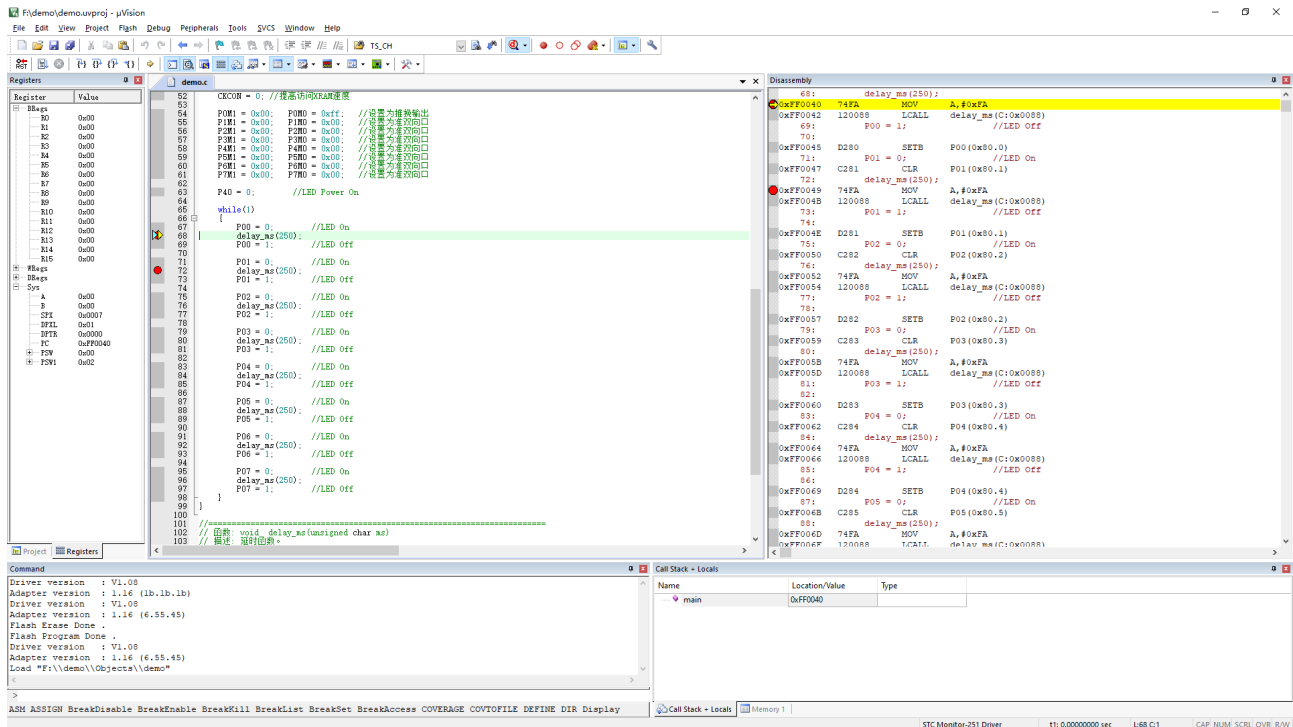 F:\demo\demo.uvproj - µVision
File Edit View Project Flash Debug Peripherals Tools SVCS Window Help
TS_CH
Registers
Register Value
BRegs
R0 0x00
R1 0x00
R2 0x00
R3 0x00
R4 0x00
R5 0x00
R6 0x00
R7 0x00
R8 0x00
R9 0x00
R10 0x00
R11 0x00
R12 0x00
R13 0x00
R14 0x00
R15 0x00
WRegs
DRegs
Sys
A 0x00
B 0x00
SPX 0x0007
DPXL 0x01
DPTR 0x0000
PC 0xFF0040
PSW 0x00
PSW1 0x02
Project Registers
demo.c
52 CKCON = 0; //提高访问XRAM速度
53
54 P0M1 = 0x00; P0M0 = 0xff; //设置为推挽输出
55 P1M1 = 0x00; P1M0 = 0x00; //设置为准双向口
56 P2M1 = 0x00; P2M0 = 0x00; //设置为准双向口
57 P3M1 = 0x00; P3M0 = 0x00; //设置为准双向口
58 P4M1 = 0x00; P4M0 = 0x00; //设置为准双向口
59 P5M1 = 0x00; P5M0 = 0x00; //设置为准双向口
60 P6M1 = 0x00; P6M0 = 0x00; //设置为准双向口
61 P7M1 = 0x00; P7M0 = 0x00; //设置为准双向口
62
63 P40 = 0; //LED Power On
64
65 while(1)
66 {
67 P00 = 0; //LED On
68 delay_ms(250);
69 P00 = 1; //LED Off
70
71 P01 = 0; //LED On
72 delay_ms(250);
73 P01 = 1; //LED Off
74
75 P02 = 0; //LED On
76 delay_ms(250);
77 P02 = 1; //LED Off
78
79 P03 = 0; //LED On
80 delay_ms(250);
81 P03 = 1; //LED Off
82
83 P04 = 0; //LED On
84 delay_ms(250);
85 P04 = 1; //LED Off
86
87 P05 = 0; //LED On
88 delay_ms(250);
89 P05 = 1; //LED Off
90
91 P06 = 0; //LED On
92 delay_ms(250);
93 P06 = 1; //LED Off
94
95 P07 = 0; //LED On
96 delay_ms(250);
97 P07 = 1; //LED Off
98 }
99 }
100
101 //========================================================================
102 // 函数: void delay_ms(unsigned char ms)
103 // 描述: 延时函数。
Disassembly
68: delay_ms(250);
0xFF0040 74FA MOV A,#0xFA
0xFF0042 120088 LCALL delay_ms(C:0x0088)
69: P00 = 1; //LED Off
70:
0xFF0045 D280 SETB P00(0x80.0)
71: P01 = 0; //LED On
0xFF0047 C281 CLR P01(0x80.1)
72: delay_ms(250);
0xFF0049 74FA MOV A,#0xFA
0xFF004B 120088 LCALL delay_ms(C:0x0088)
73: P01 = 1; //LED Off
74:
0xFF004E D281 SETB P01(0x80.1)
75: P02 = 0; //LED On
0xFF0050 C282 CLR P02(0x80.2)
76: delay_ms(250);
0xFF0052 74FA MOV A,#0xFA
0xFF0054 120088 LCALL delay_ms(C:0x0088)
77: P02 = 1; //LED Off
78:
0xFF0057 D282 SETB P02(0x80.2)
79: P03 = 0; //LED On
0xFF0059 C283 CLR P03(0x80.3)
80: delay_ms(250);
0xFF005B 74FA MOV A,#0xFA
0xFF005D 120088 LCALL delay_ms(C:0x0088)
81: P03 = 1; //LED Off
82:
0xFF0060 D283 SETB P03(0x80.3)
83: P04 = 0; //LED On
0xFF0062 C284 CLR P04(0x80.4)
84: delay_ms(250);
0xFF0064 74FA MOV A,#0xFA
0xFF0066 120088 LCALL delay_ms(C:0x0088)
85: P04 = 1; //LED Off
86:
0xFF0069 D284 SETB P04(0x80.4)
87: P05 = 0; //LED On
0xFF006B C285 CLR P05(0x80.5)
88: delay_ms(250);
0xFF006D 74FA MOV A,#0xFA
0xFF006F 120088 LCALL delay_ms(C:0x0088)
Command
Driver version : V1.08
Adapter version : 1.16 (1b.1b.1b)
Driver version : V1.08
Adapter version : 1.16 (6.55.45)
Flash Erase Done .
Flash Program Done .
Driver version : V1.08
Adapter version : 1.16 (6.55.45)
Load "F:\\demo\\Objects\\demo"
>
ASM ASSIGN BreakDisable BreakEnable BreakKill BreakList BreakSet BreakAccess COVERAGE COVTOFILE DEFINE DIR Display
Call Stack + Locals
Name Location/Value Type
main 0xFF0040
Call Stack + Locals Memory 1
STC Monitor-251 Driver t1: 0.00000000 sec L:68 C:1 CAP NUM SCRL OVR R/W